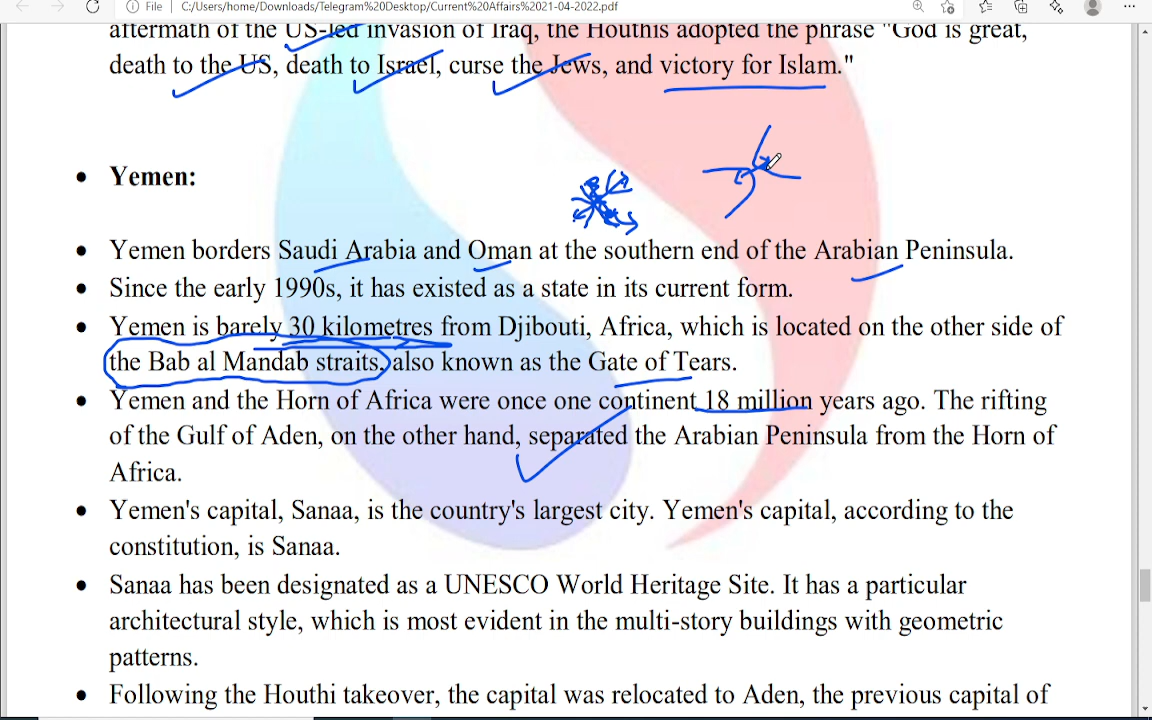 File | C:/Users/home/Downloads/Telegram%20Desktop/Current%20Affairs%2021-04-2022.pdf
aftermath of the US-led invasion of Iraq, the Houthis adopted the phrase "God is great,
death to the US, death to Israel, curse the Jews, and victory for Islam."
• Yemen:
• Yemen borders Saudi Arabia and Oman at the southern end of the Arabian Peninsula.
• Since the early 1990s, it has existed as a state in its current form.
• Yemen is barely 30 kilometres from Djibouti, Africa, which is located on the other side of
the Bab al Mandab straits, also known as the Gate of Tears.
• Yemen and the Horn of Africa were once one continent 18 million years ago. The rifting
of the Gulf of Aden, on the other hand, separated the Arabian Peninsula from the Horn of
Africa.
• Yemen's capital, Sanaa, is the country's largest city. Yemen's capital, according to the
constitution, is Sanaa.
• Sanaa has been designated as a UNESCO World Heritage Site. It has a particular
architectural style, which is most evident in the multi-story buildings with geometric
patterns.
• Following the Houthi takeover, the capital was relocated to Aden, the previous capital of